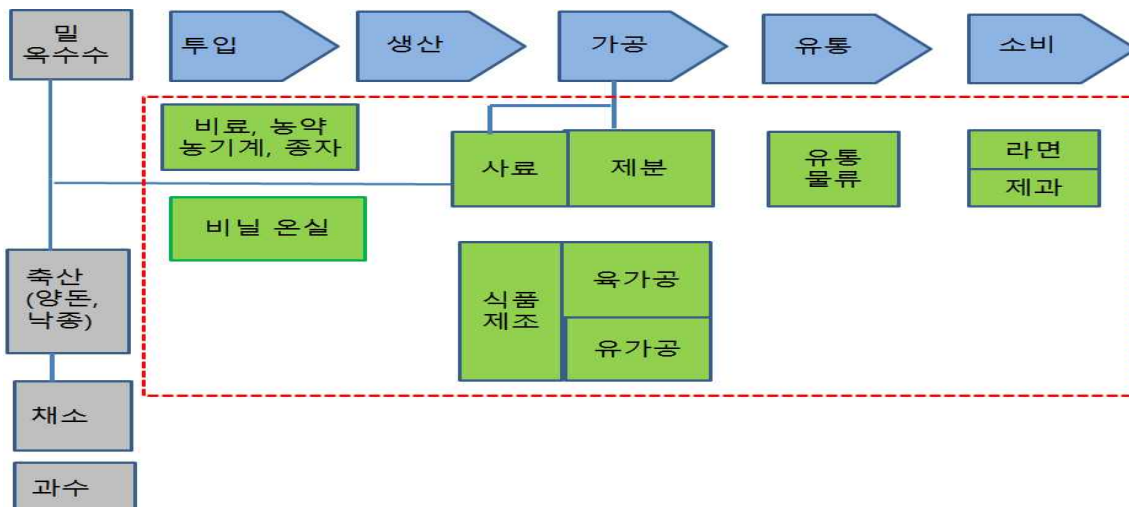 밀
옥수수
투입
생산
가공
유통
소비
비료, 농약
농기계, 종자
사료
제분
유통
물류
라면
제과
비닐 온실
축산
(양돈,
낙종)
식품
제조
육가공
유가공
채소
과수